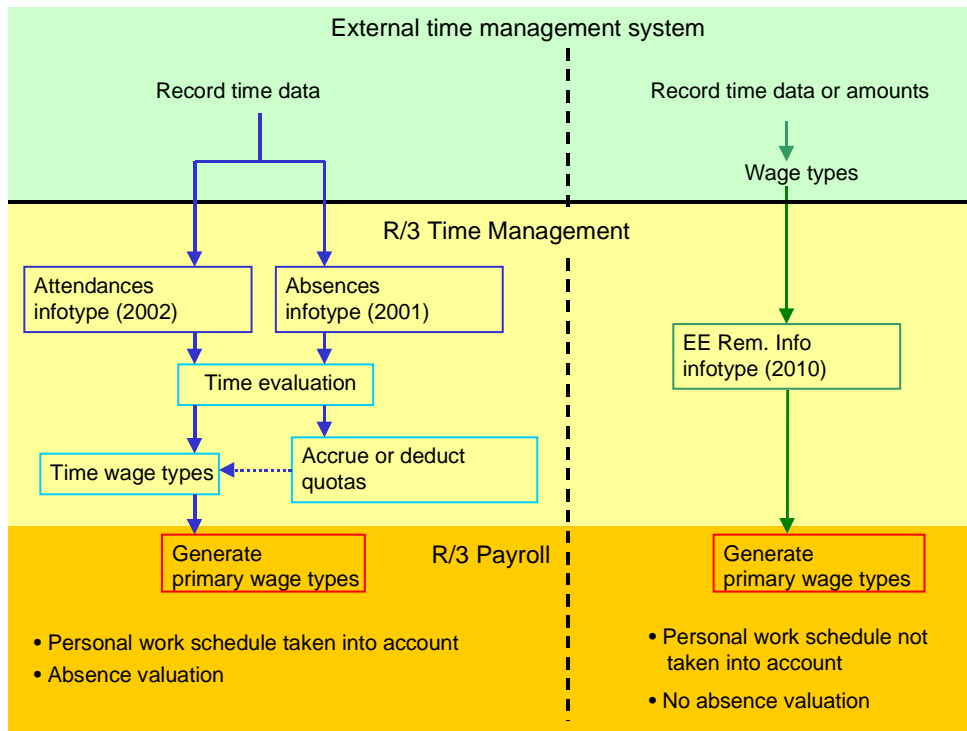 External time management system
Record time data
Record time data or amounts
Wage types
R/3 Time Management
Attendances
infotype (2002)
Absences
infotype (2001)
EE Rem. Info
infotype (2010)
Time evaluation
Time wage types
Accrue or deduct
quotas
R/3 Payroll
Generate
primary wage types
Generate
primary wage types
• Personal work schedule taken into account
• Absence valuation
• Personal work schedule not
taken into account
• No absence valuation